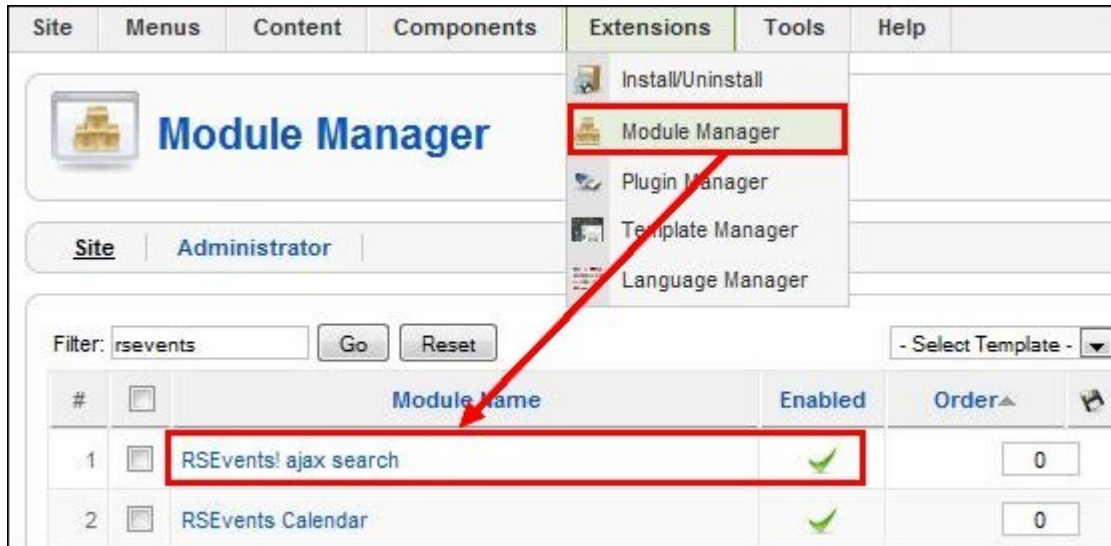 Site Menus Content Components Extensions Tools Help
Install/Uninstall
Module Manager
Module Manager
Plugin Manager
Template Manager
Language Manager
Site Administrator
Filter: rsevents Go Reset - Select Template -
# Module Name Enabled Order
1 RSEvents! ajax search 0
2 RSEvents Calendar 0